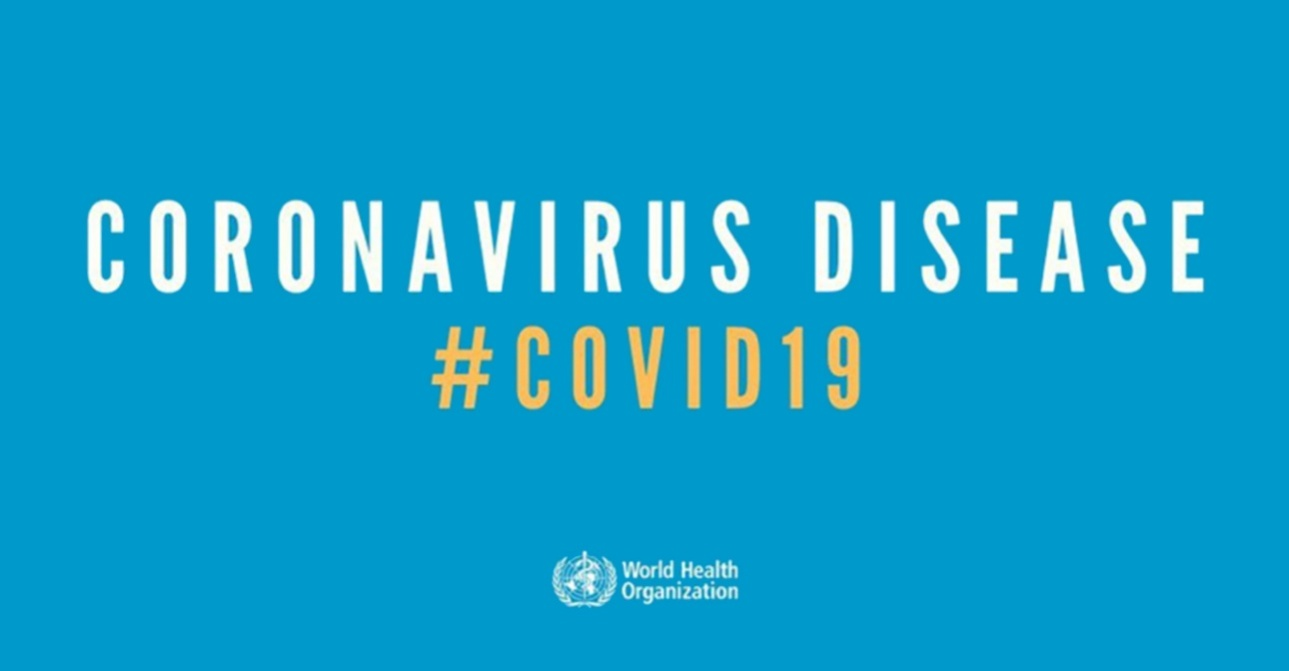 CORONAVIRUS DISEASE
#COVID19
World Health
Organization